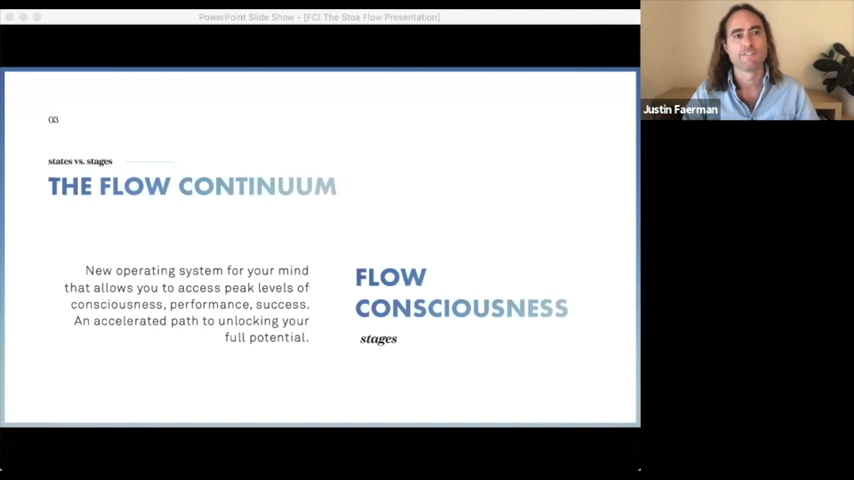 PowerPoint Slide Show - [FCI The Stoa Flow Presentation]
Justin Faerman
03
states vs. stages
THE FLOW CONTINUUM
New operating system for your mind
that allows you to access peak levels of
consciousness, performance, success.
An accelerated path to unlocking your
full potential.
FLOW
CONSCIOUSNESS
stages